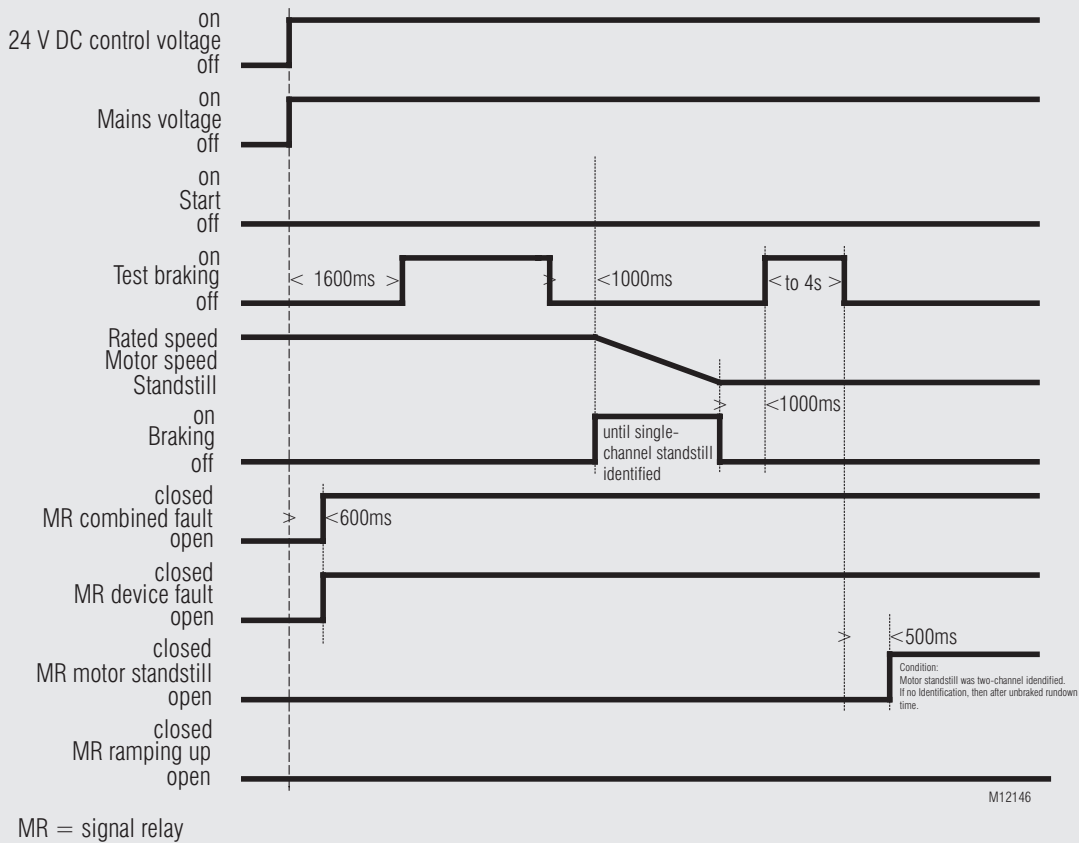 on
24 V DC control voltage
off
on
Mains voltage
off
on
Start
off
on
Test braking
off
< 1600ms >
> <1000ms
< to 4s >
Rated speed
Motor speed
Standstill
> <1000ms
on
Braking
off
until single-
channel standstill
identified
closed
MR combined fault
open
> <600ms
closed
MR device fault
open
closed
MR motor standstill
open
> <500ms
Condition:
Motor standstill was two-channel idendified.
If no Identification, then after unbraked rundown
time.
closed
MR ramping up
open
M12146
MR = signal relay